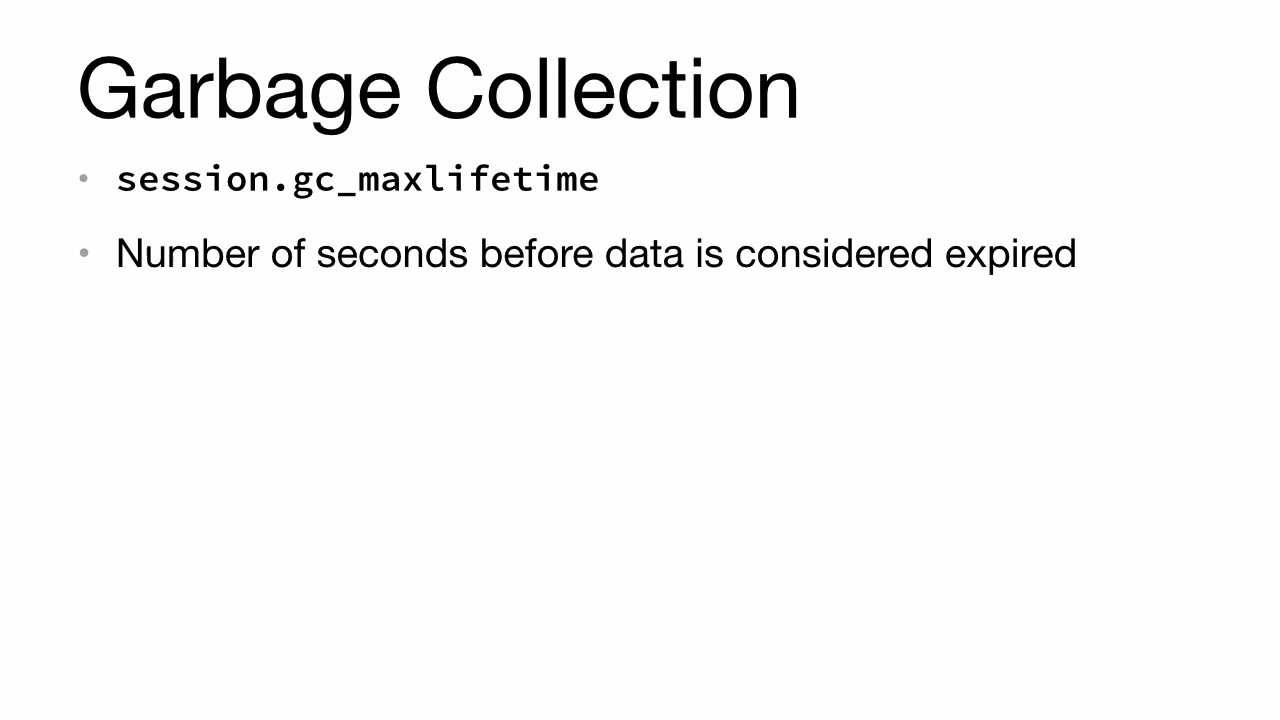 Garbage Collection
• session.gc_maxlifetime
• Number of seconds before data is considered expired